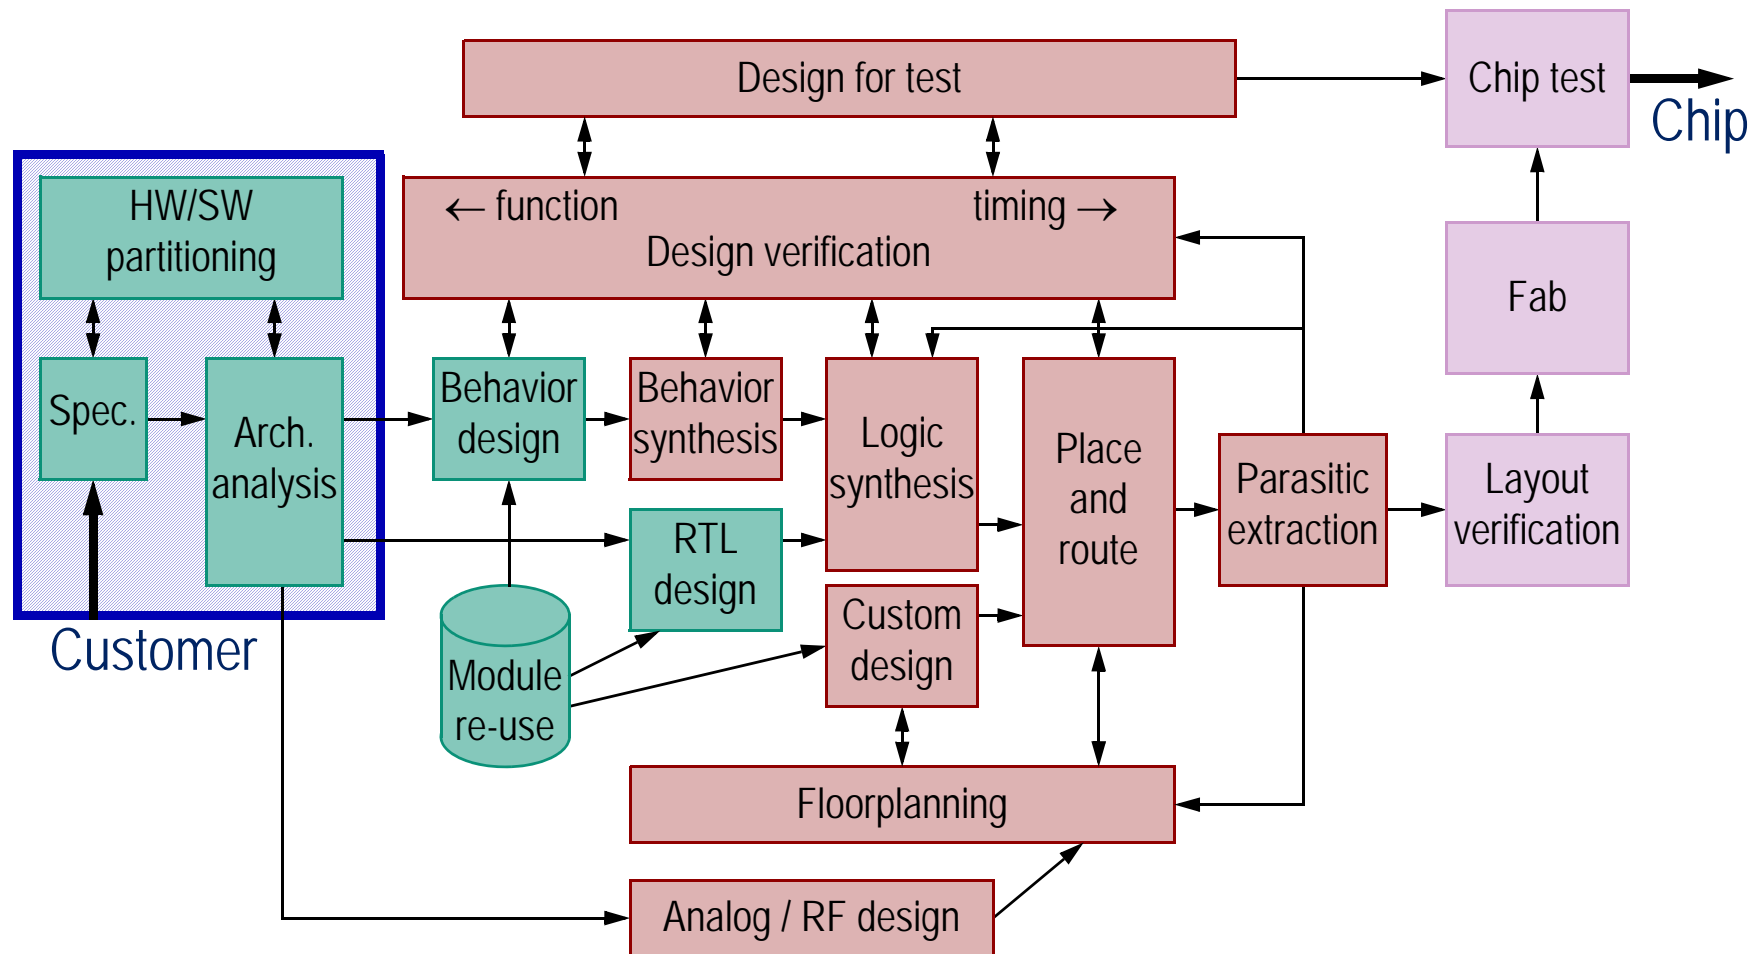 Design for test
Chip test
Chip
HW/SW
partitioning
← function
timing →
Design verification
Fab
Spec.
Arch.
analysis
Behavior
design
Behavior
synthesis
Logic
synthesis
Place
and
route
Parasitic
extraction
Layout
verification
RTL
design
Custom
design
Customer
Module
re-use
Floorplanning
Analog / RF design